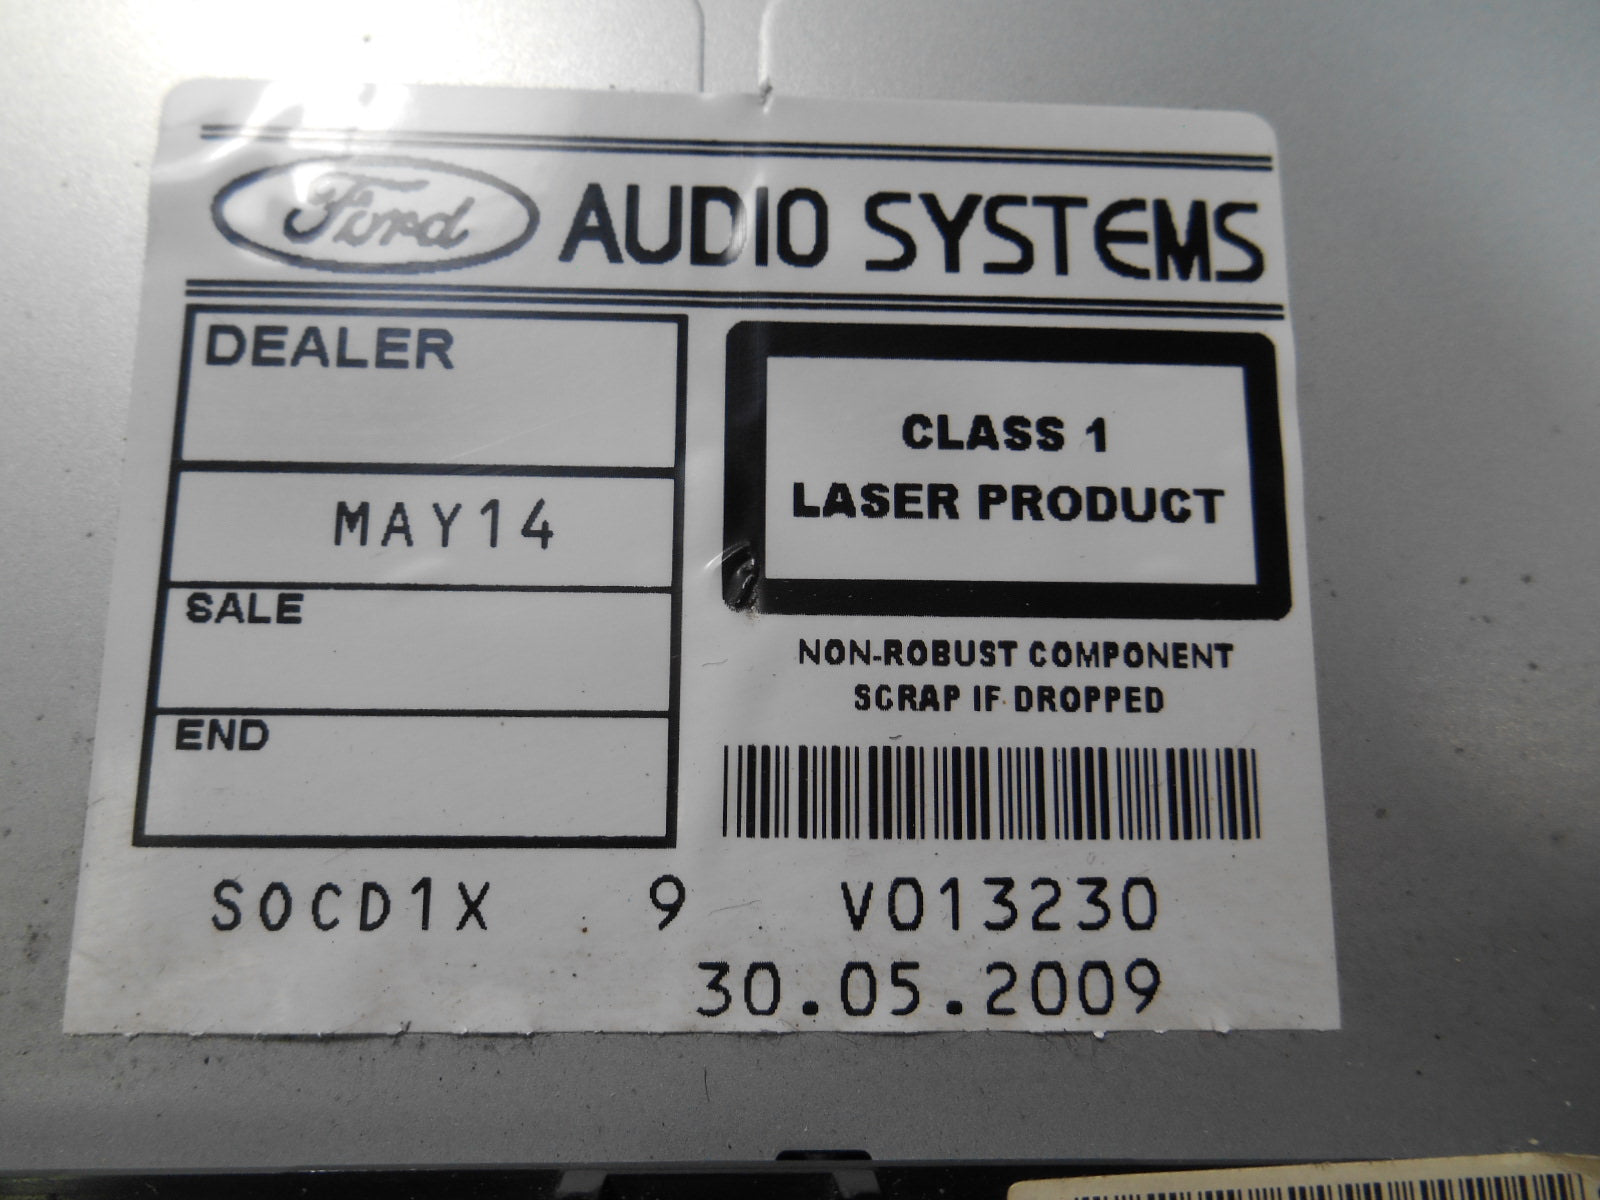 Ford AUDIO SYSTEMS
DEALER
MAY14
SALE
END
CLASS 1
LASER PRODUCT
NON-ROBUST COMPONENT
SCRAP IF DROPPED
SOCD1X 9 V013230
30.05.2009